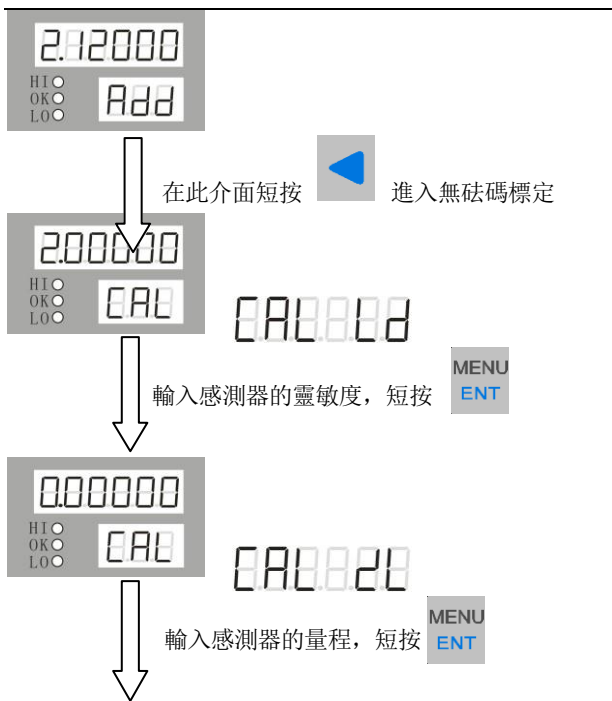 2.12000
HI
OK
LO
Add
在此介面短按 進入無砝碼標定
2.00000
HI
OK
LO
CAL
CAL Ld
輸入感測器的靈敏度，短按 MENU
ENT
0.00000
HI
OK
LO
CAL
CAL dL
輸入感測器的量程，短按 MENU
ENT